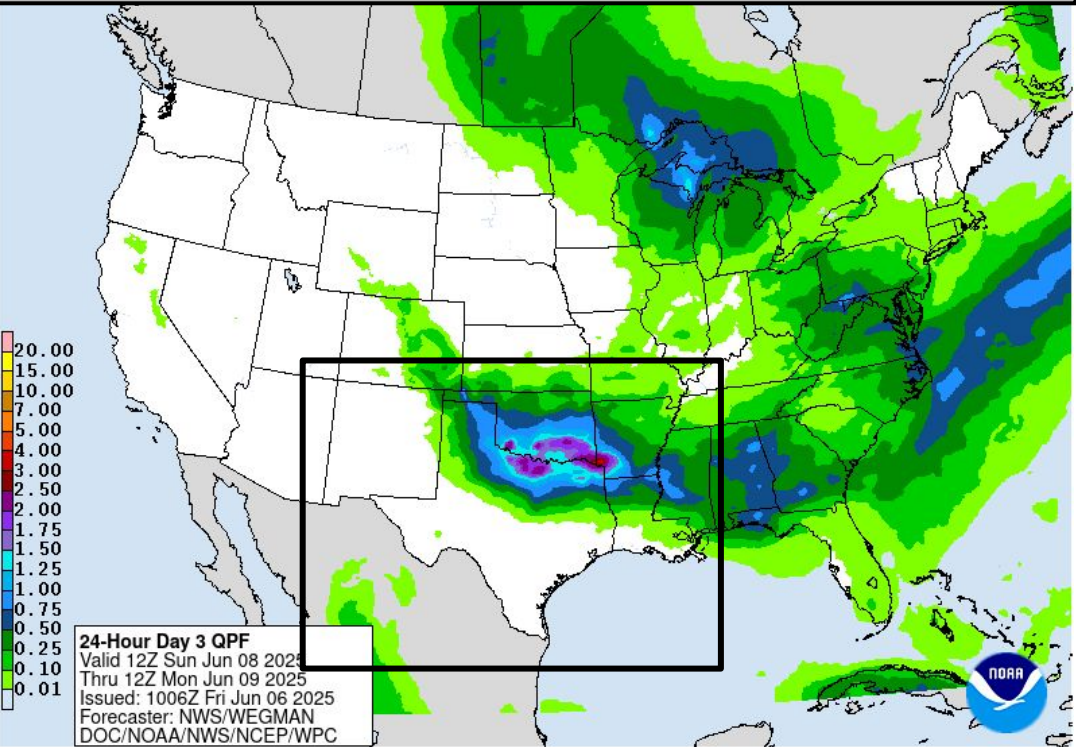 20.00
15.00
10.00
7.00
5.00
4.00
3.00
2.50
2.00
1.75
1.50
1.25
1.00
0.75
0.50
0.25
0.10
0.01
24-Hour Day 3 QPF
Valid 12Z Sun Jun 08 2025
Thru 12Z Mon Jun 09 2025
Issued: 1006Z Fri Jun 06 2025
Forecaster: NWS/WEGMAN
DOC/NOAA/NWS/NCEP/WPC
NOAA